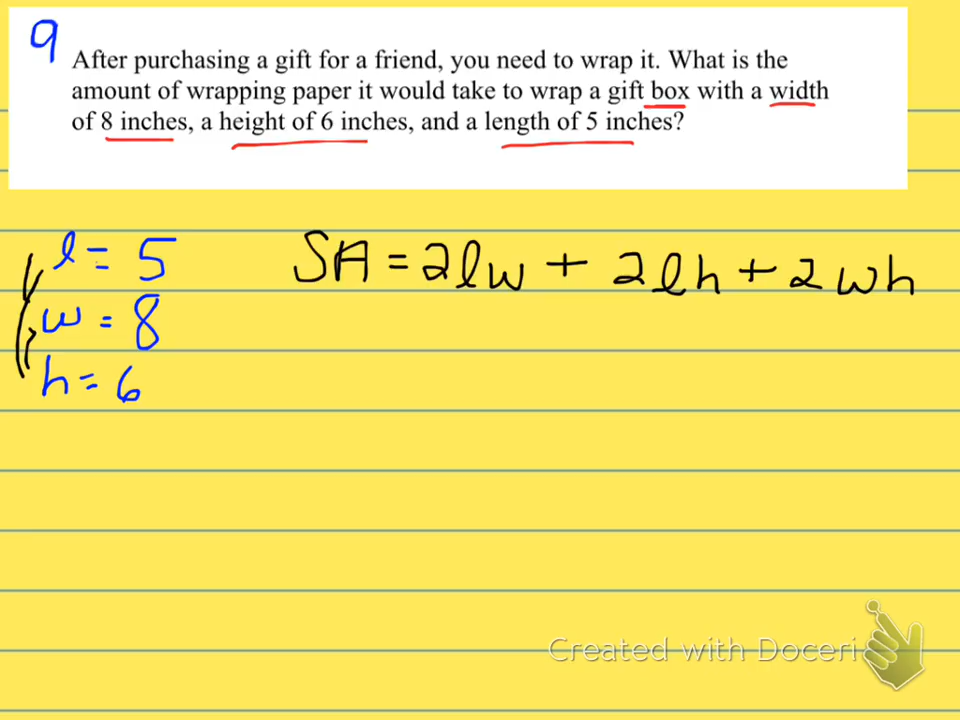 9
After purchasing a gift for a friend, you need to wrap it. What is the
amount of wrapping paper it would take to wrap a gift box with a width
of 8 inches, a height of 6 inches, and a length of 5 inches?
l = 5
w = 8
h = 6
SA = 2lw + 2lh + 2wh
Created with Doceri